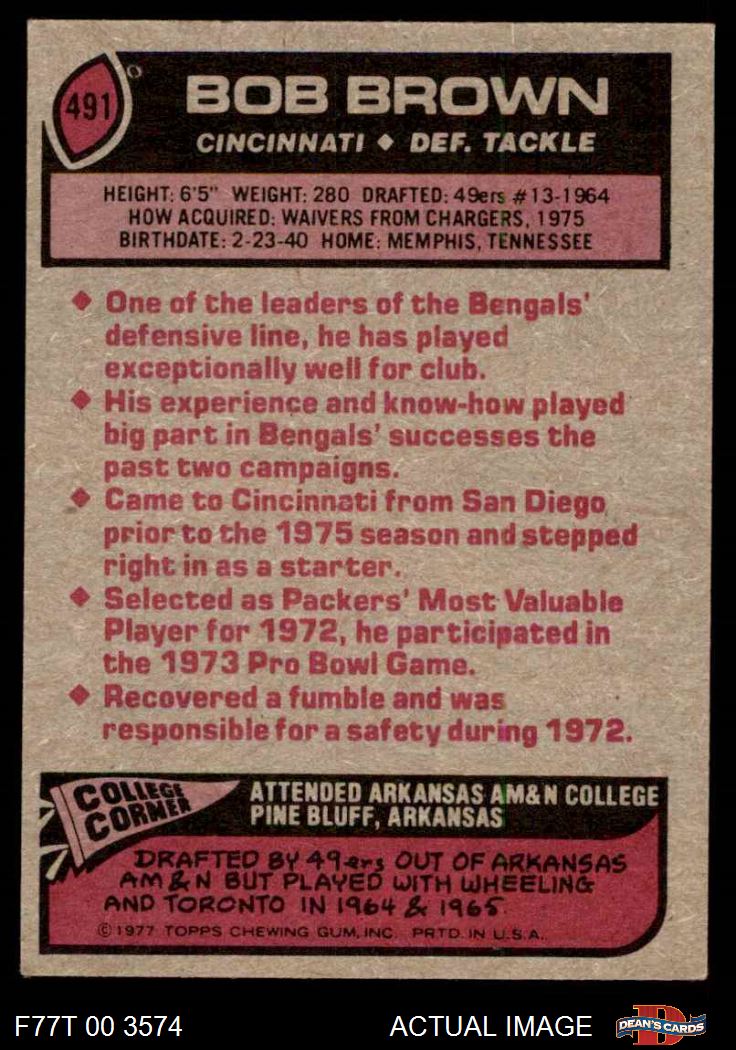 491
BOB BROWN
CINCINNATI ♦ DEF. TACKLE
HEIGHT: 6'5" WEIGHT: 280 DRAFTED: 49ers #13-1964
HOW ACQUIRED: WAIVERS FROM CHARGERS, 1975
BIRTHDATE: 2-23-40 HOME: MEMPHIS, TENNESSEE
♦ One of the leaders of the Bengals'
defensive line, he has played
exceptionally well for club.
♦ His experience and know-how played
big part in Bengals' successes the
past two campaigns.
♦ Came to Cincinnati from San Diego
prior to the 1975 season and stepped
right in as a starter.
♦ Selected as Packers' Most Valuable
Player for 1972, he participated in
the 1973 Pro Bowl Game.
♦ Recovered a fumble and was
responsible for a safety during 1972.
COLLEGE
CORNER
ATTENDED ARKANSAS AM&N COLLEGE
PINE BLUFF, ARKANSAS
DRAFTED BY 49ers OUT OF ARKANSAS
AM&N BUT PLAYED WITH WHEELING
AND TORONTO IN 1964 & 1965.
© 1977 TOPPS CHEWING GUM, INC. PRTD. IN U.S.A.
F77T 00 3574
ACTUAL IMAGE
D
DEAN'S CARDS